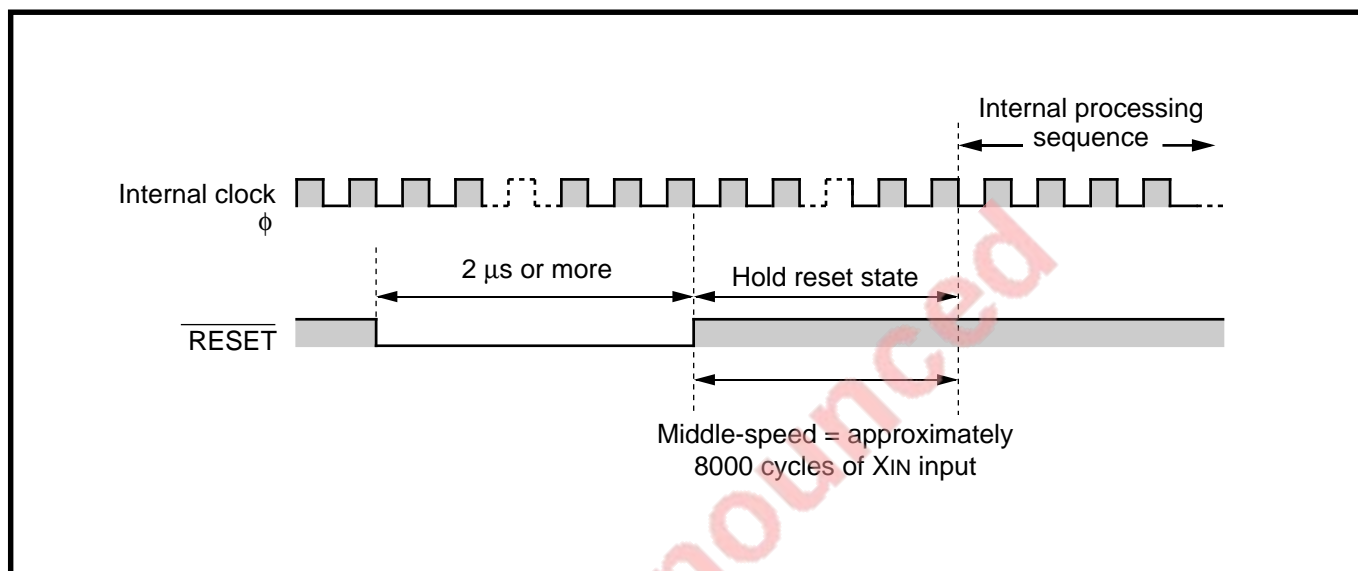 Internal processing
sequence
Internal clock
ϕ
2 μs or more
Hold reset state
RESET
Middle-speed = approximately
8000 cycles of XIN input
nounced